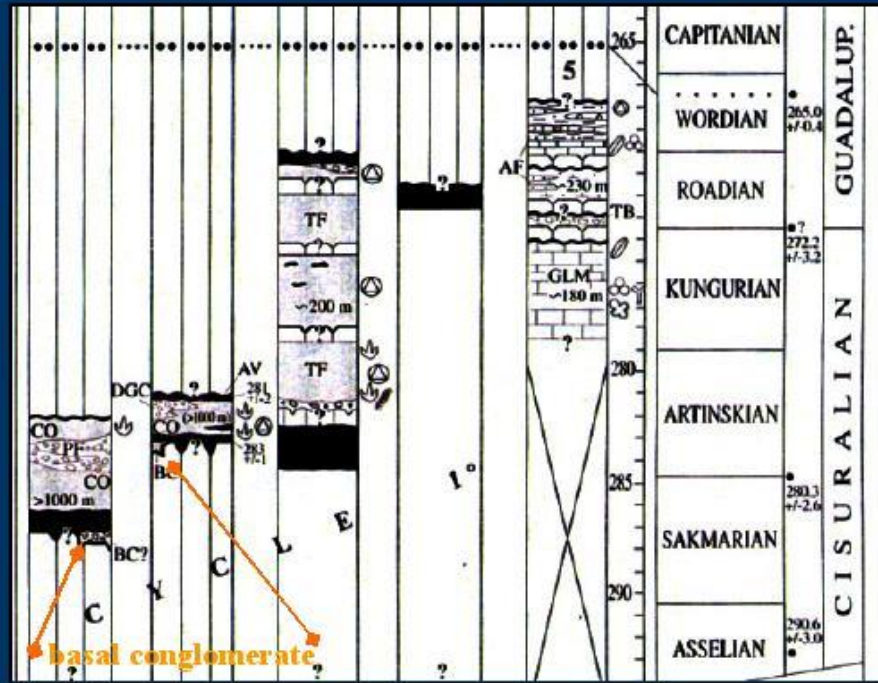 265
5
?
AF
~230 m
?
TB
GLM
~180 m
?
?
?
TF
?
~200 m
?
TF
?
?
280
DGC
?
AV
281
+/-2
(>1000 m)
CO
283
+/-1
?
BC
CO
PF
CO
>1000 m
?
BC?
285
290
C Y C L E 1°
basal conglomerate
?
?
?
CAPITANIAN
WORDIAN
ROADIAN
KUNGURIAN
ARTINSKIAN
SAKMARIAN
ASSELIAN
265.0
+/-0.4
?
272.2
+/-3.2
280.3
+/-2.6
290.6
+/-3.0
GUADALUP.
CISURALIAN